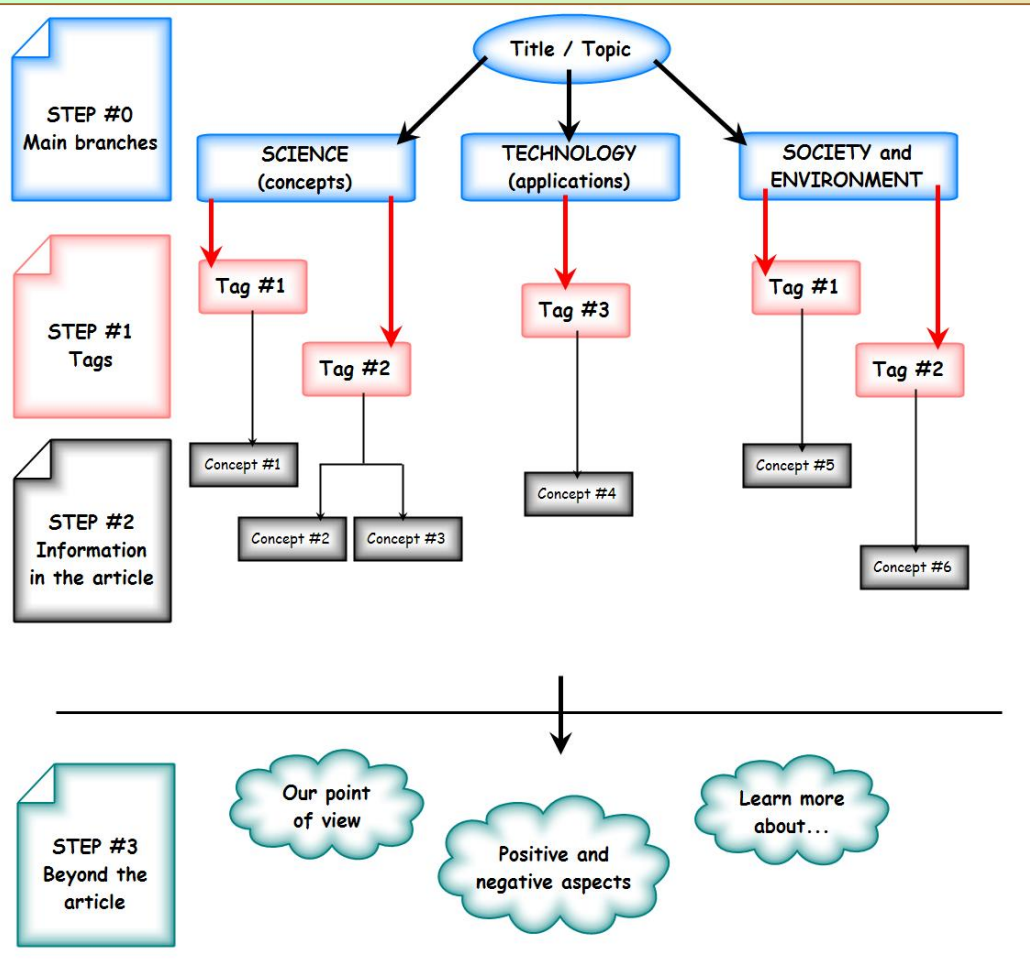 Title / Topic
STEP #0
Main branches
SCIENCE
(concepts)
TECHNOLOGY
(applications)
SOCIETY and
ENVIRONMENT
STEP #1
Tags
Tag #1
Tag #2
Tag #3
Tag #1
Tag #2
STEP #2
Information
in the article
Concept #1
Concept #2
Concept #3
Concept #4
Concept #5
Concept #6
STEP #3
Beyond the
article
Our point
of view
Positive and
negative aspects
Learn more
about...